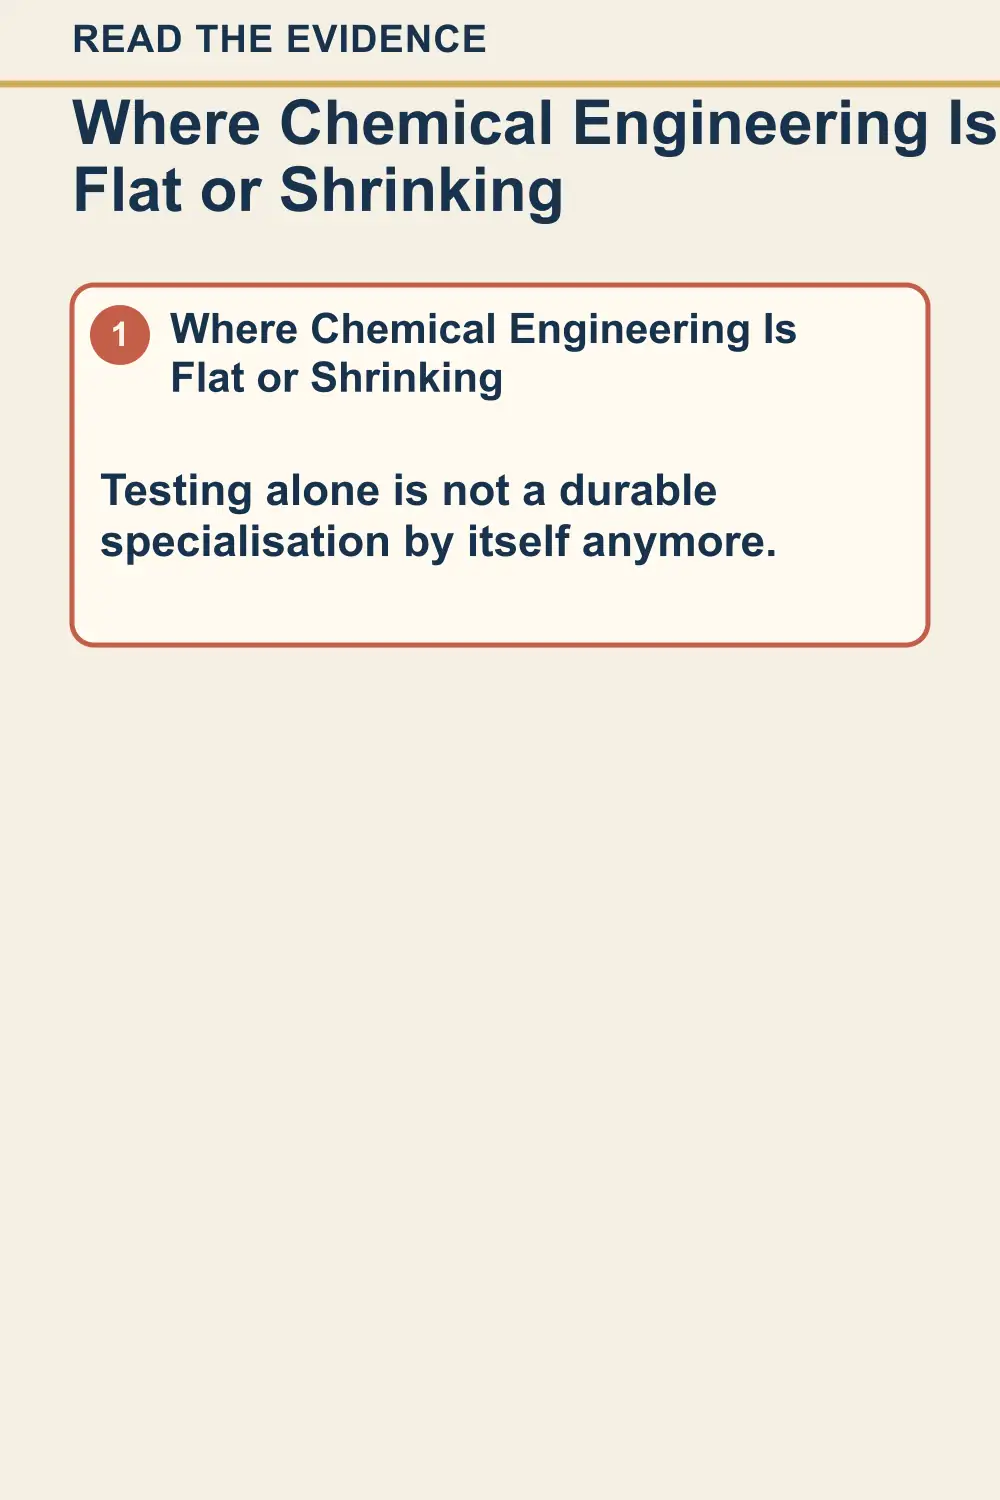 READ THE EVIDENCE
Where Chemical Engineering Is
Flat or Shrinking
1
Where Chemical Engineering Is
Flat or Shrinking
Testing alone is not a durable
specialisation by itself anymore.